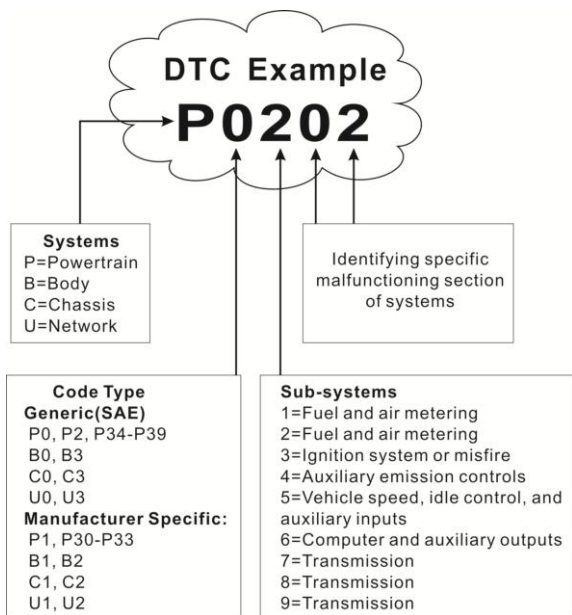 DTC Example
P0202
Systems
P=Powertrain
B=Body
C=Chassis
U=Network
Identifying specific
malfunctioning section
of systems
Code Type
Generic(SAE)
P0, P2, P34-P39
B0, B3
C0, C3
U0, U3
Manufacturer Specific:
P1, P30-P33
B1, B2
C1, C2
U1, U2
Sub-systems
1=Fuel and air metering
2=Fuel and air metering
3=Ignition system or misfire
4=Auxiliary emission controls
5=Vehicle speed, idle control, and
auxiliary inputs
6=Computer and auxiliary outputs
7=Transmission
8=Transmission
9=Transmission